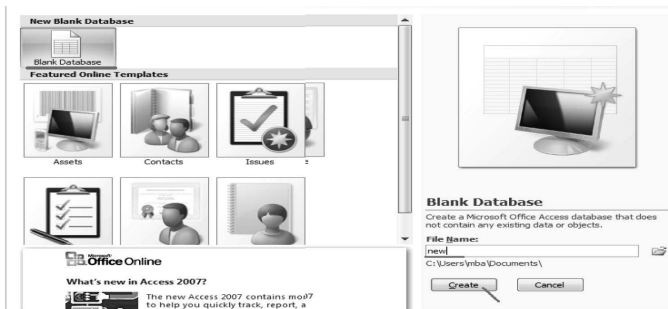 New Blank Database
Blank Database
Featured Online Templates
Assets
Contacts
Issues
Microsoft
Office Online
What's new in Access 2007?
The new Access 2007 contains
to help you quickly track, report, a
Blank Database
Create a Microsoft Office Access database that does
not contain any existing data or objects.
File Name:
new
C:\Users\mba\Documents\
Create
Cancel